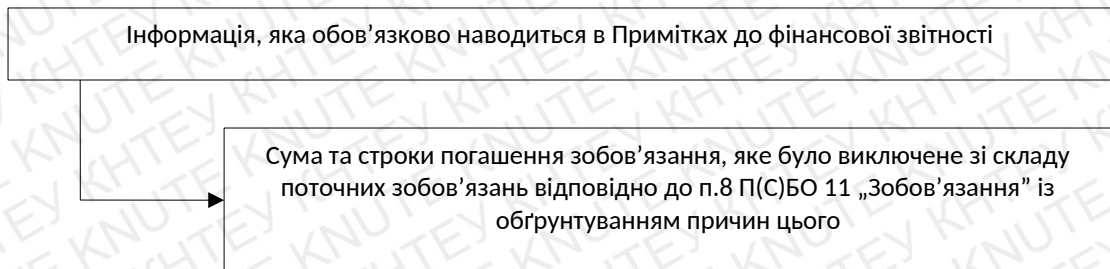 Інформація, яка обов’язково наводиться в Примітках до фінансової звітності
Сума та строки погашення зобов’язання, яке було виключене зі складу
поточних зобов’язань відповідно до п.8 П(С)БО 11 „Зобов’язання” із
обґрунтуванням причин цього